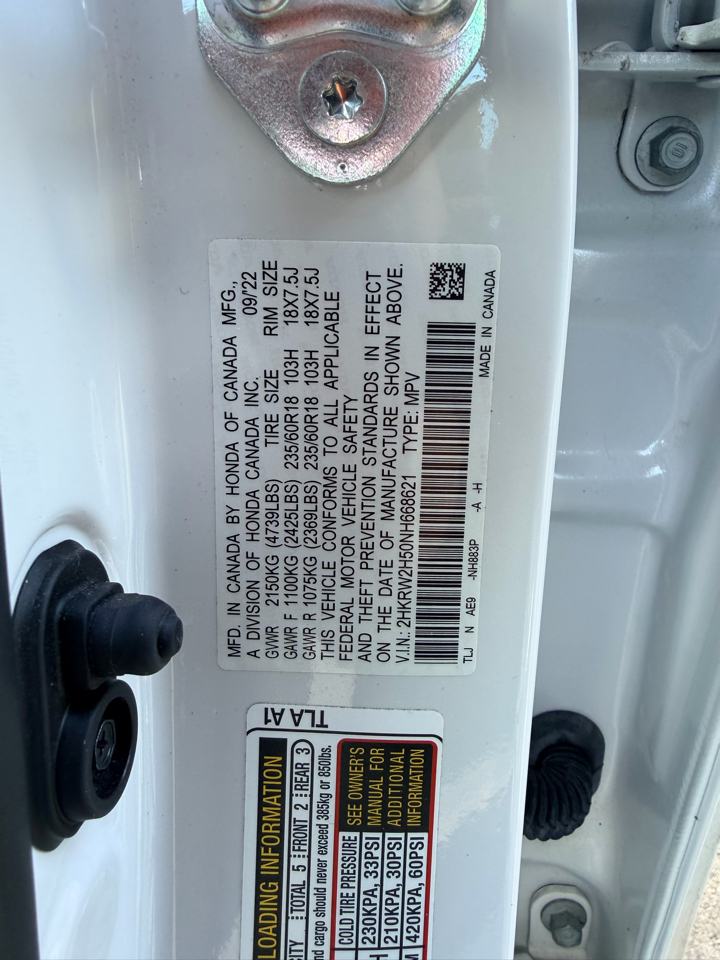 MFD. IN CANADA BY HONDA OF CANADA MFG.,
A DIVISION OF HONDA CANADA INC. 09/'22
GVWR 2150KG (4739LBS) TIRE SIZE RIM SIZE
GAWR F 1100KG (2425LBS) 235/60R18 103H 18X7.5J
GAWR R 1075KG (2369LBS) 235/60R18 103H 18X7.5J
THIS VEHICLE CONFORMS TO ALL APPLICABLE
FEDERAL MOTOR VEHICLE SAFETY
AND THEFT PREVENTION STANDARDS IN EFFECT
ON THE DATE OF MANUFACTURE SHOWN ABOVE.
V.I.N.: 2HKRW2H50NH668621 TYPE: MPV
TLJ N AE9 -NH883P -A -H
MADE IN CANADA
TLA A1
LOADING INFORMATION
TOTAL 5 FRONT 2 REAR 3
cargo should never exceed 385kg or 850lbs.
COLD TIRE PRESSURE
230KPA, 33PSI
210KPA, 30PSI
420KPA, 60PSI
SEE OWNER'S
MANUAL FOR
ADDITIONAL
INFORMATION